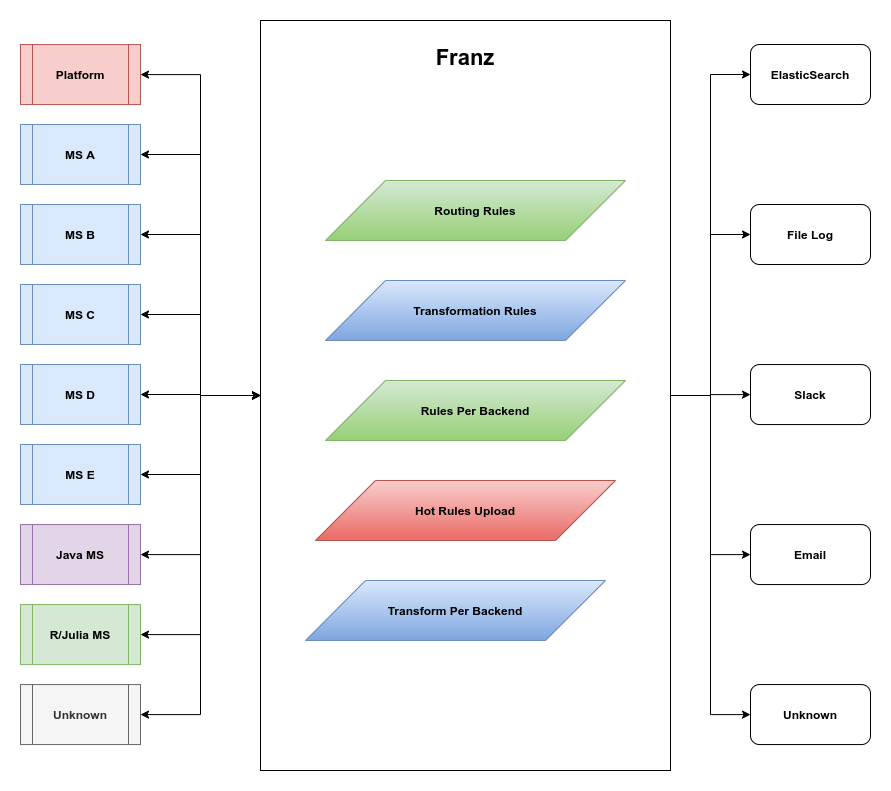 Platform
MS A
MS B
MS C
MS D
MS E
Java MS
R/Julia MS
Unknown
Franz
Routing Rules
Transformation Rules
Rules Per Backend
Hot Rules Upload
Transform Per Backend
ElasticSearch
File Log
Slack
Email
Unknown